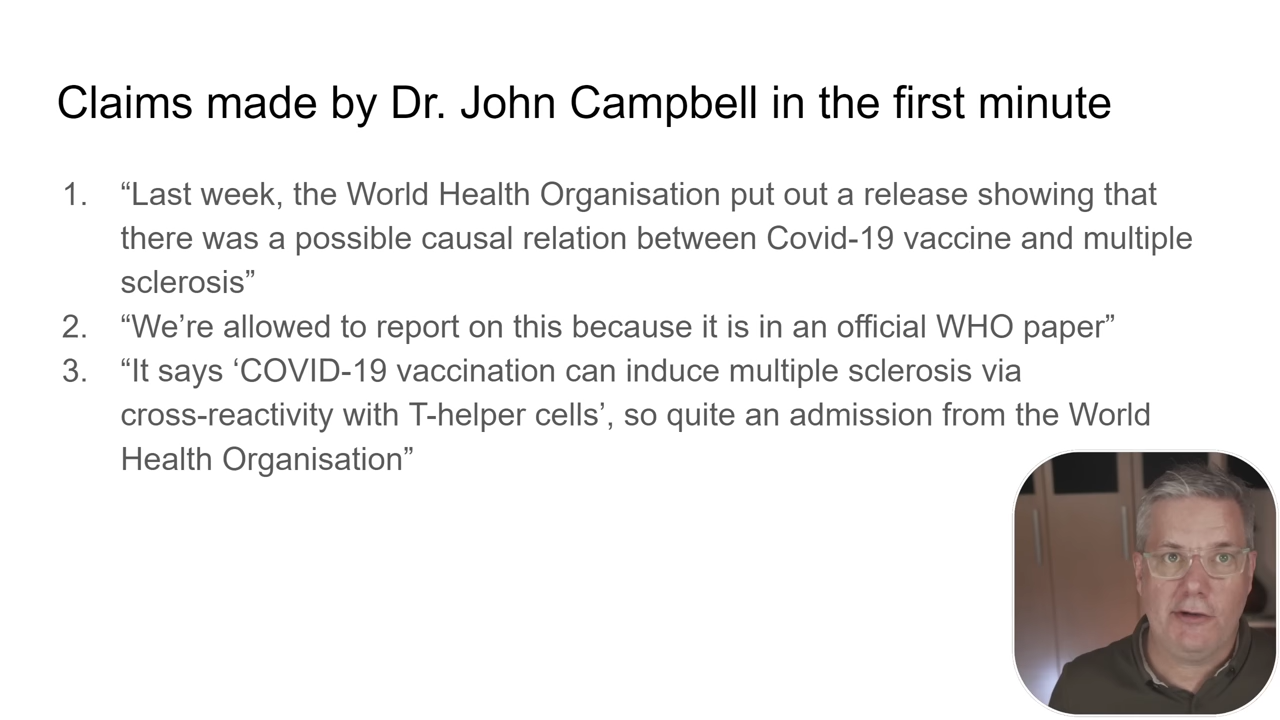 Claims made by Dr. John Campbell in the first minute
1. “Last week, the World Health Organisation put out a release showing that
there was a possible causal relation between Covid-19 vaccine and multiple
sclerosis”
2. “We’re allowed to report on this because it is in an official WHO paper”
3. “It says ‘COVID-19 vaccination can induce multiple sclerosis via
cross-reactivity with T-helper cells’, so quite an admission from the World
Health Organisation”